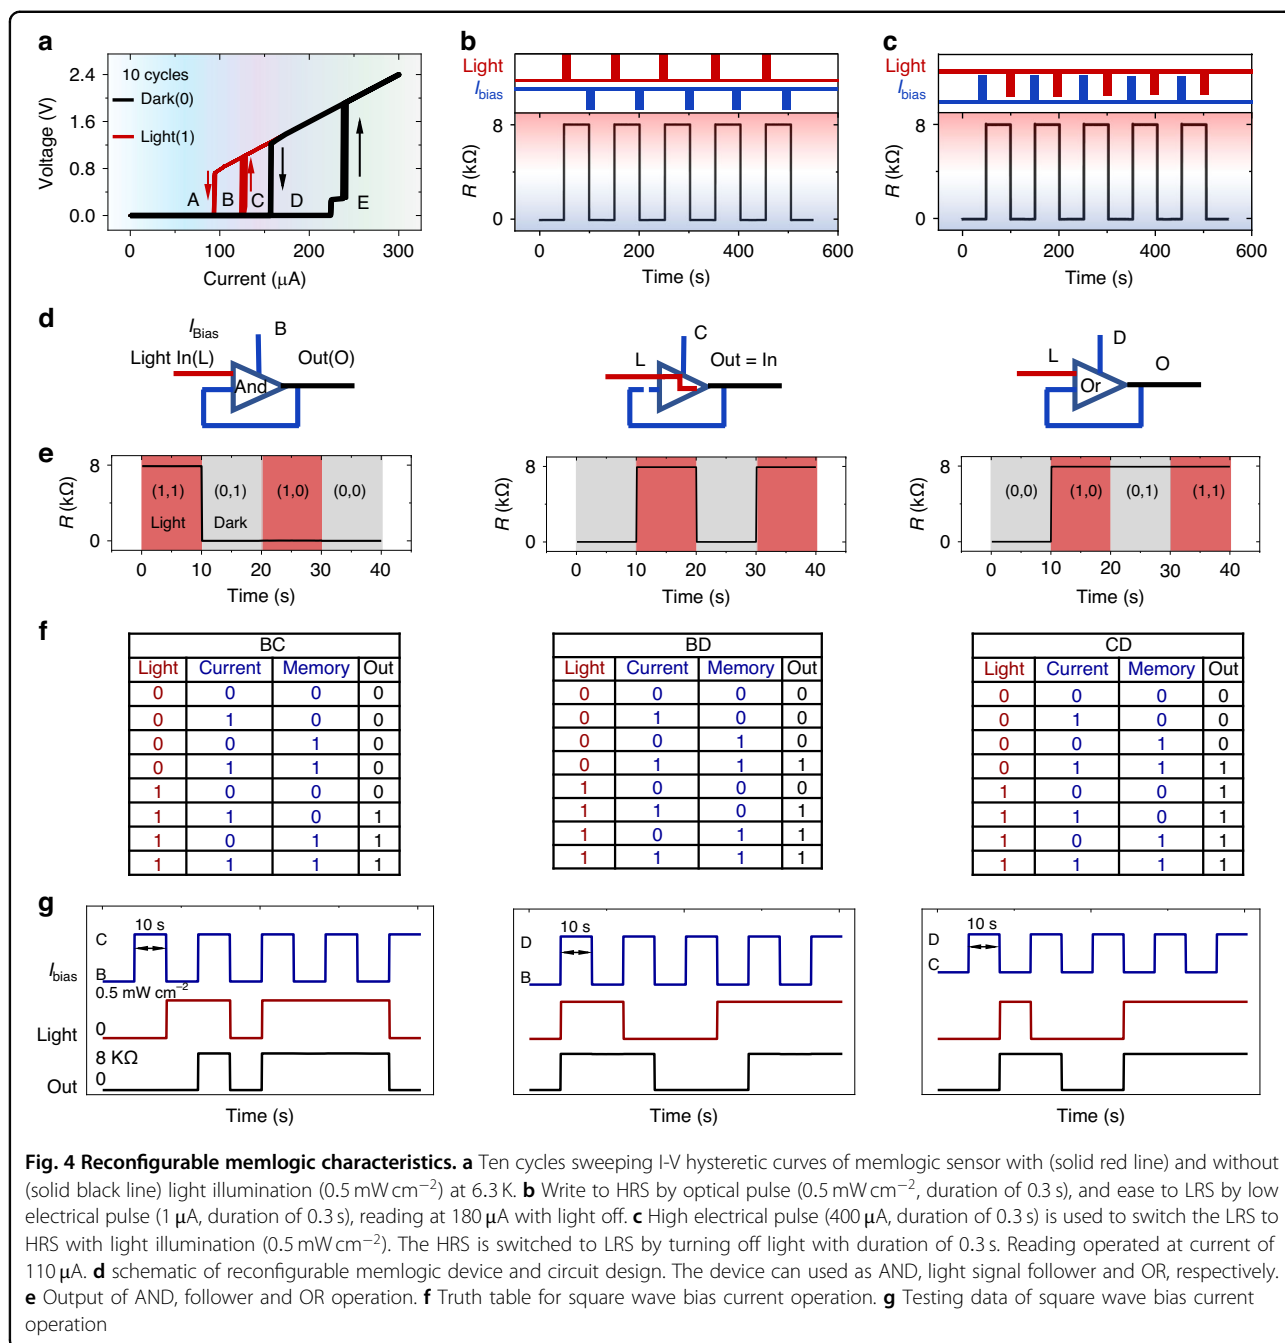 a
10 cycles
Dark(0)
Light(1)
2.4
1.6
0.8
0.0
Voltage (V)
A B C D E
0 100 200 300
Current (μA)
b
Light
Ibias
8
0
R (kΩ)
0 200 400 600
Time (s)
c
Light
Ibias
8
0
R (kΩ)
0 200 400 600
Time (s)
d
IBias B
Light In(L) Out(O)
And
C
L Out = In
D
L O
Or
e
8
0
R (kΩ)
(1,1) (0,1) (1,0) (0,0)
Light Dark
0 10 20 30 40
Time (s)
8
0
R (kΩ)
0 10 20 30 40
Time (s)
8
0
R (kΩ)
(0,0) (1,0) (0,1) (1,1)
0 10 20 30 40
Time (s)
f
BC
Light Current Memory Out
0 0 0 0
0 1 0 0
0 0 1 0
0 1 1 0
1 0 0 0
1 1 0 1
1 0 1 1
1 1 1 1
BD
Light Current Memory Out
0 0 0 0
0 1 0 0
0 0 1 0
0 1 1 1
1 0 0 0
1 1 0 1
1 0 1 1
1 1 1 1
CD
Light Current Memory Out
0 0 0 0
0 1 0 0
0 0 1 0
0 1 1 1
1 0 0 1
1 1 0 1
1 0 1 1
1 1 1 1
g
10 s
C
Ibias
B
0.5 mW cm−2
0
Light
8 KΩ
0
Out
Time (s)
10 s
D
B
Time (s)
10 s
D
C
Time (s)
Fig. 4 Reconfigurable memlogic characteristics. a Ten cycles sweeping I-V hysteretic curves of memlogic sensor with (solid red line) and without
(solid black line) light illumination (0.5 mW cm−2) at 6.3 K. b Write to HRS by optical pulse (0.5 mW cm−2, duration of 0.3 s), and ease to LRS by low
electrical pulse (1 μA, duration of 0.3 s), reading at 180 μA with light off. c High electrical pulse (400 μA, duration of 0.3 s) is used to switch the LRS to
HRS with light illumination (0.5 mW cm−2). The HRS is switched to LRS by turning off light with duration of 0.3 s. Reading operated at current of
110 μA. d schematic of reconfigurable memlogic device and circuit design. The device can used as AND, light signal follower and OR, respectively.
e Output of AND, follower and OR operation. f Truth table for square wave bias current operation. g Testing data of square wave bias current
operation